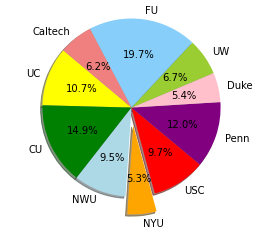 FU
Caltech
19.7%
UW
6.2%
6.7%
UC
10.7%
5.4%
Duke
14.9%
12.0%
CU
Penn
9.5%
9.7%
5.3%
NWU
USC
NYU